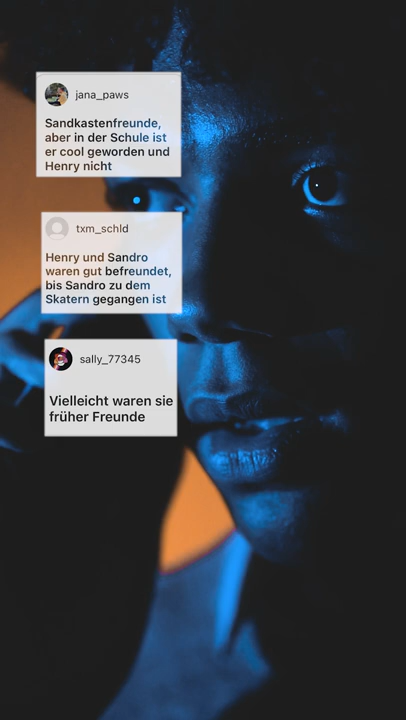 jana_paws
Sandkastenfreunde,
aber in der Schule ist
er cool geworden und
Henry nicht
txm_schld
Henry und Sandro
waren gut befreundet,
bis Sandro zu dem
Skatern gegangen ist
sally_77345
Vielleicht waren sie
früher Freunde